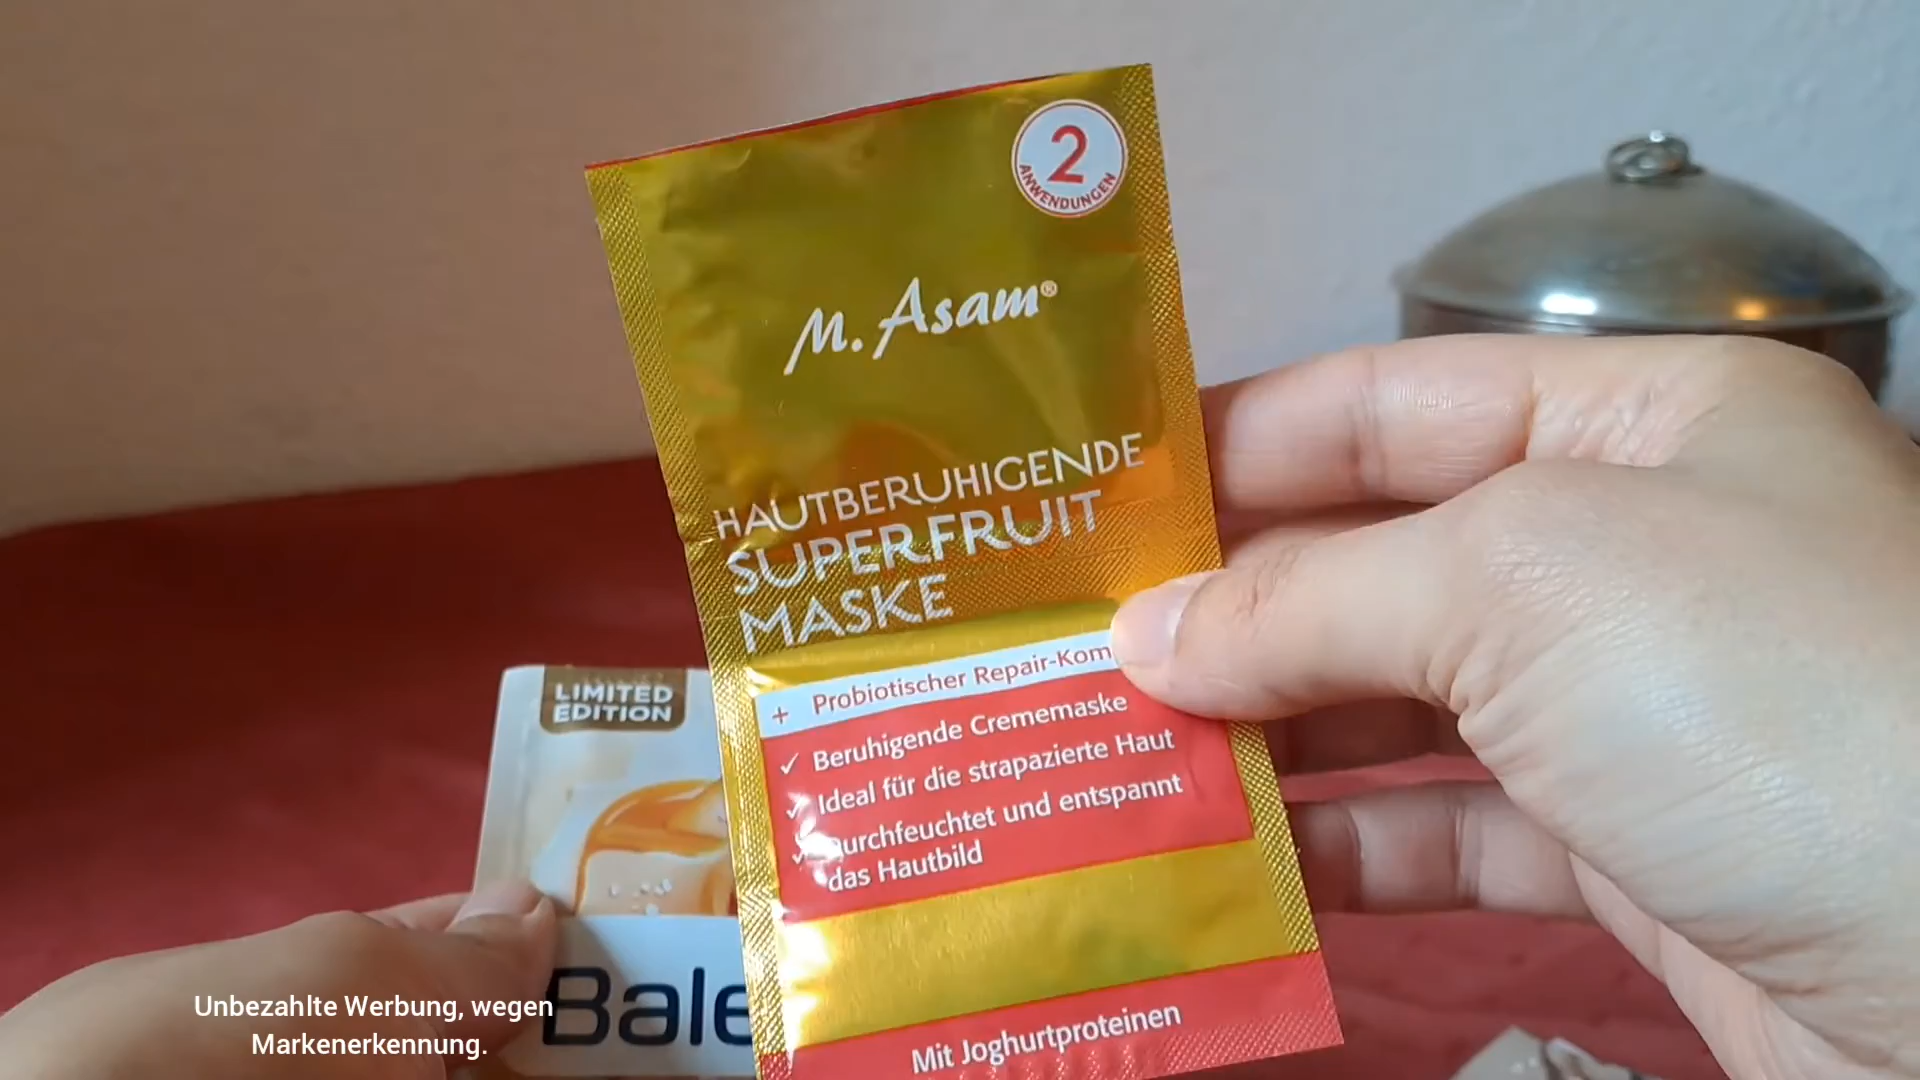 2
ANWENDUNGEN
M. Asam®
HAUTBERUHIGENDE
SUPERFRUIT
MASKE
+ Probiotischer Repair-Kom
✓ Beruhigende Crememaske
✓ Ideal für die strapazierte Haut
✓ Durchfeuchtet und entspannt
das Hautbild
Mit Joghurtproteinen
LIMITED
EDITION
Bale
Unbezahlte Werbung, wegen
Markenerkennung.